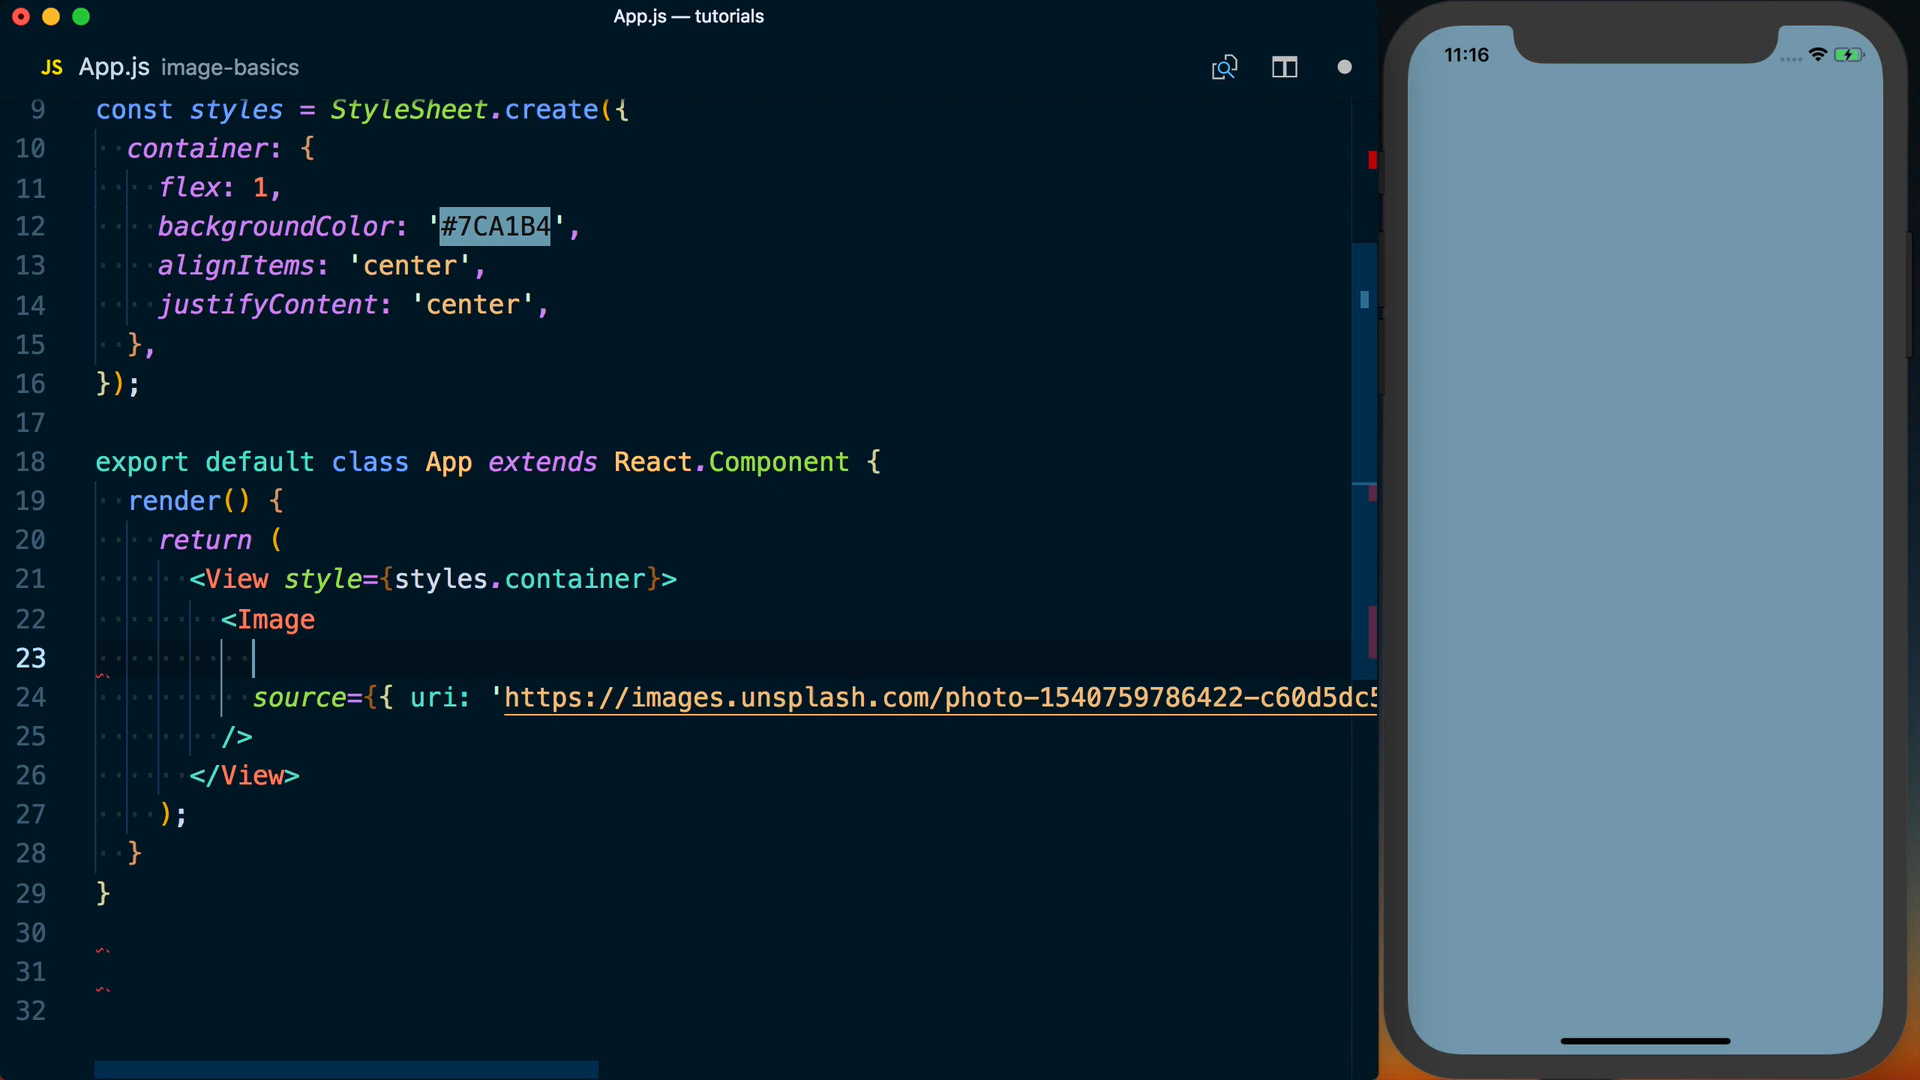 App.js — tutorials
JS App.js image-basics
11:16
9 const styles = StyleSheet.create({
10 container: {
11 flex: 1,
12 backgroundColor: '#7CA1B4',
13 alignItems: 'center',
14 justifyContent: 'center',
15 },
16 });
17
18 export default class App extends React.Component {
19 render() {
20 return (
21 <View style={styles.container}>
22 <Image
23
24 source={{ uri: 'https://images.unsplash.com/photo-1540759786422-c60d5dc5
25 />
26 </View>
27 );
28 }
29 }
30
31
32